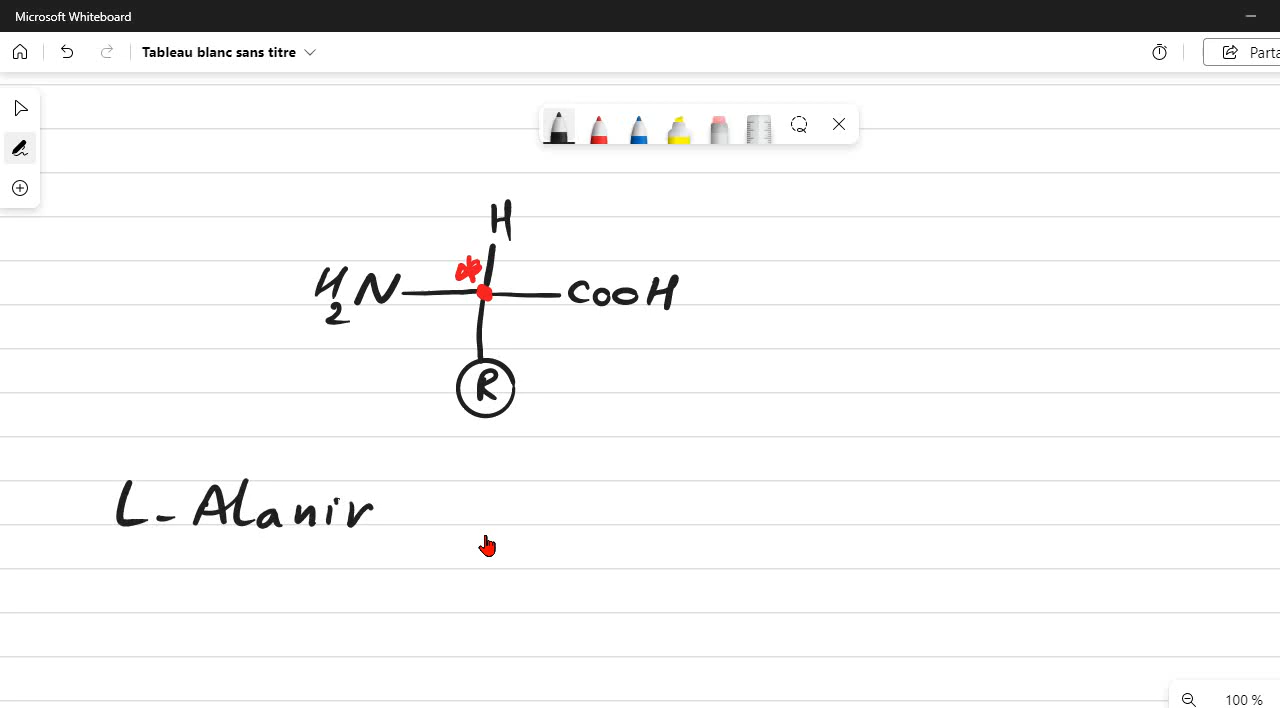 Microsoft Whiteboard
Tableau blanc sans titre
Parta
H
H2N COOH
R
L-Alanir
100 %